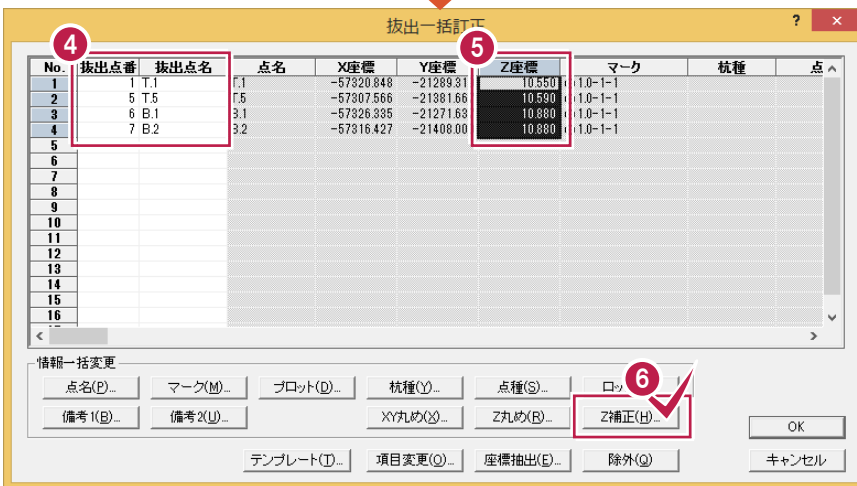 抜出一括訂正 ? ×
4 5
No. 抜出点番 抜出点名 点名 X座標 Y座標 Z座標 マーク 杭種 点
1 1 T.1 T.1 -57320.848 -21289.31 10.550 1.0-1-1
2 5 T.5 T.5 -57307.566 -21381.66 10.590 1.0-1-1
3 6 B.1 B.1 -57326.335 -21271.63 10.880 1.0-1-1
4 7 B.2 B.2 -57316.427 -21408.00 10.880 1.0-1-1
5
6
7
8
9
10
11
12
13
14
15
16
情報一括変更
6
点名(P)... マーク(M)... プロット(D)... 杭種(Y)... 点種(S)... ロッ
備考1(B)... 備考2(U)... XY丸め(X)... Z丸め(R)... Z補正(H)...
OK
テンプレート(T)... 項目変更(O)... 座標抽出(E)... 除外(Q) キャンセル